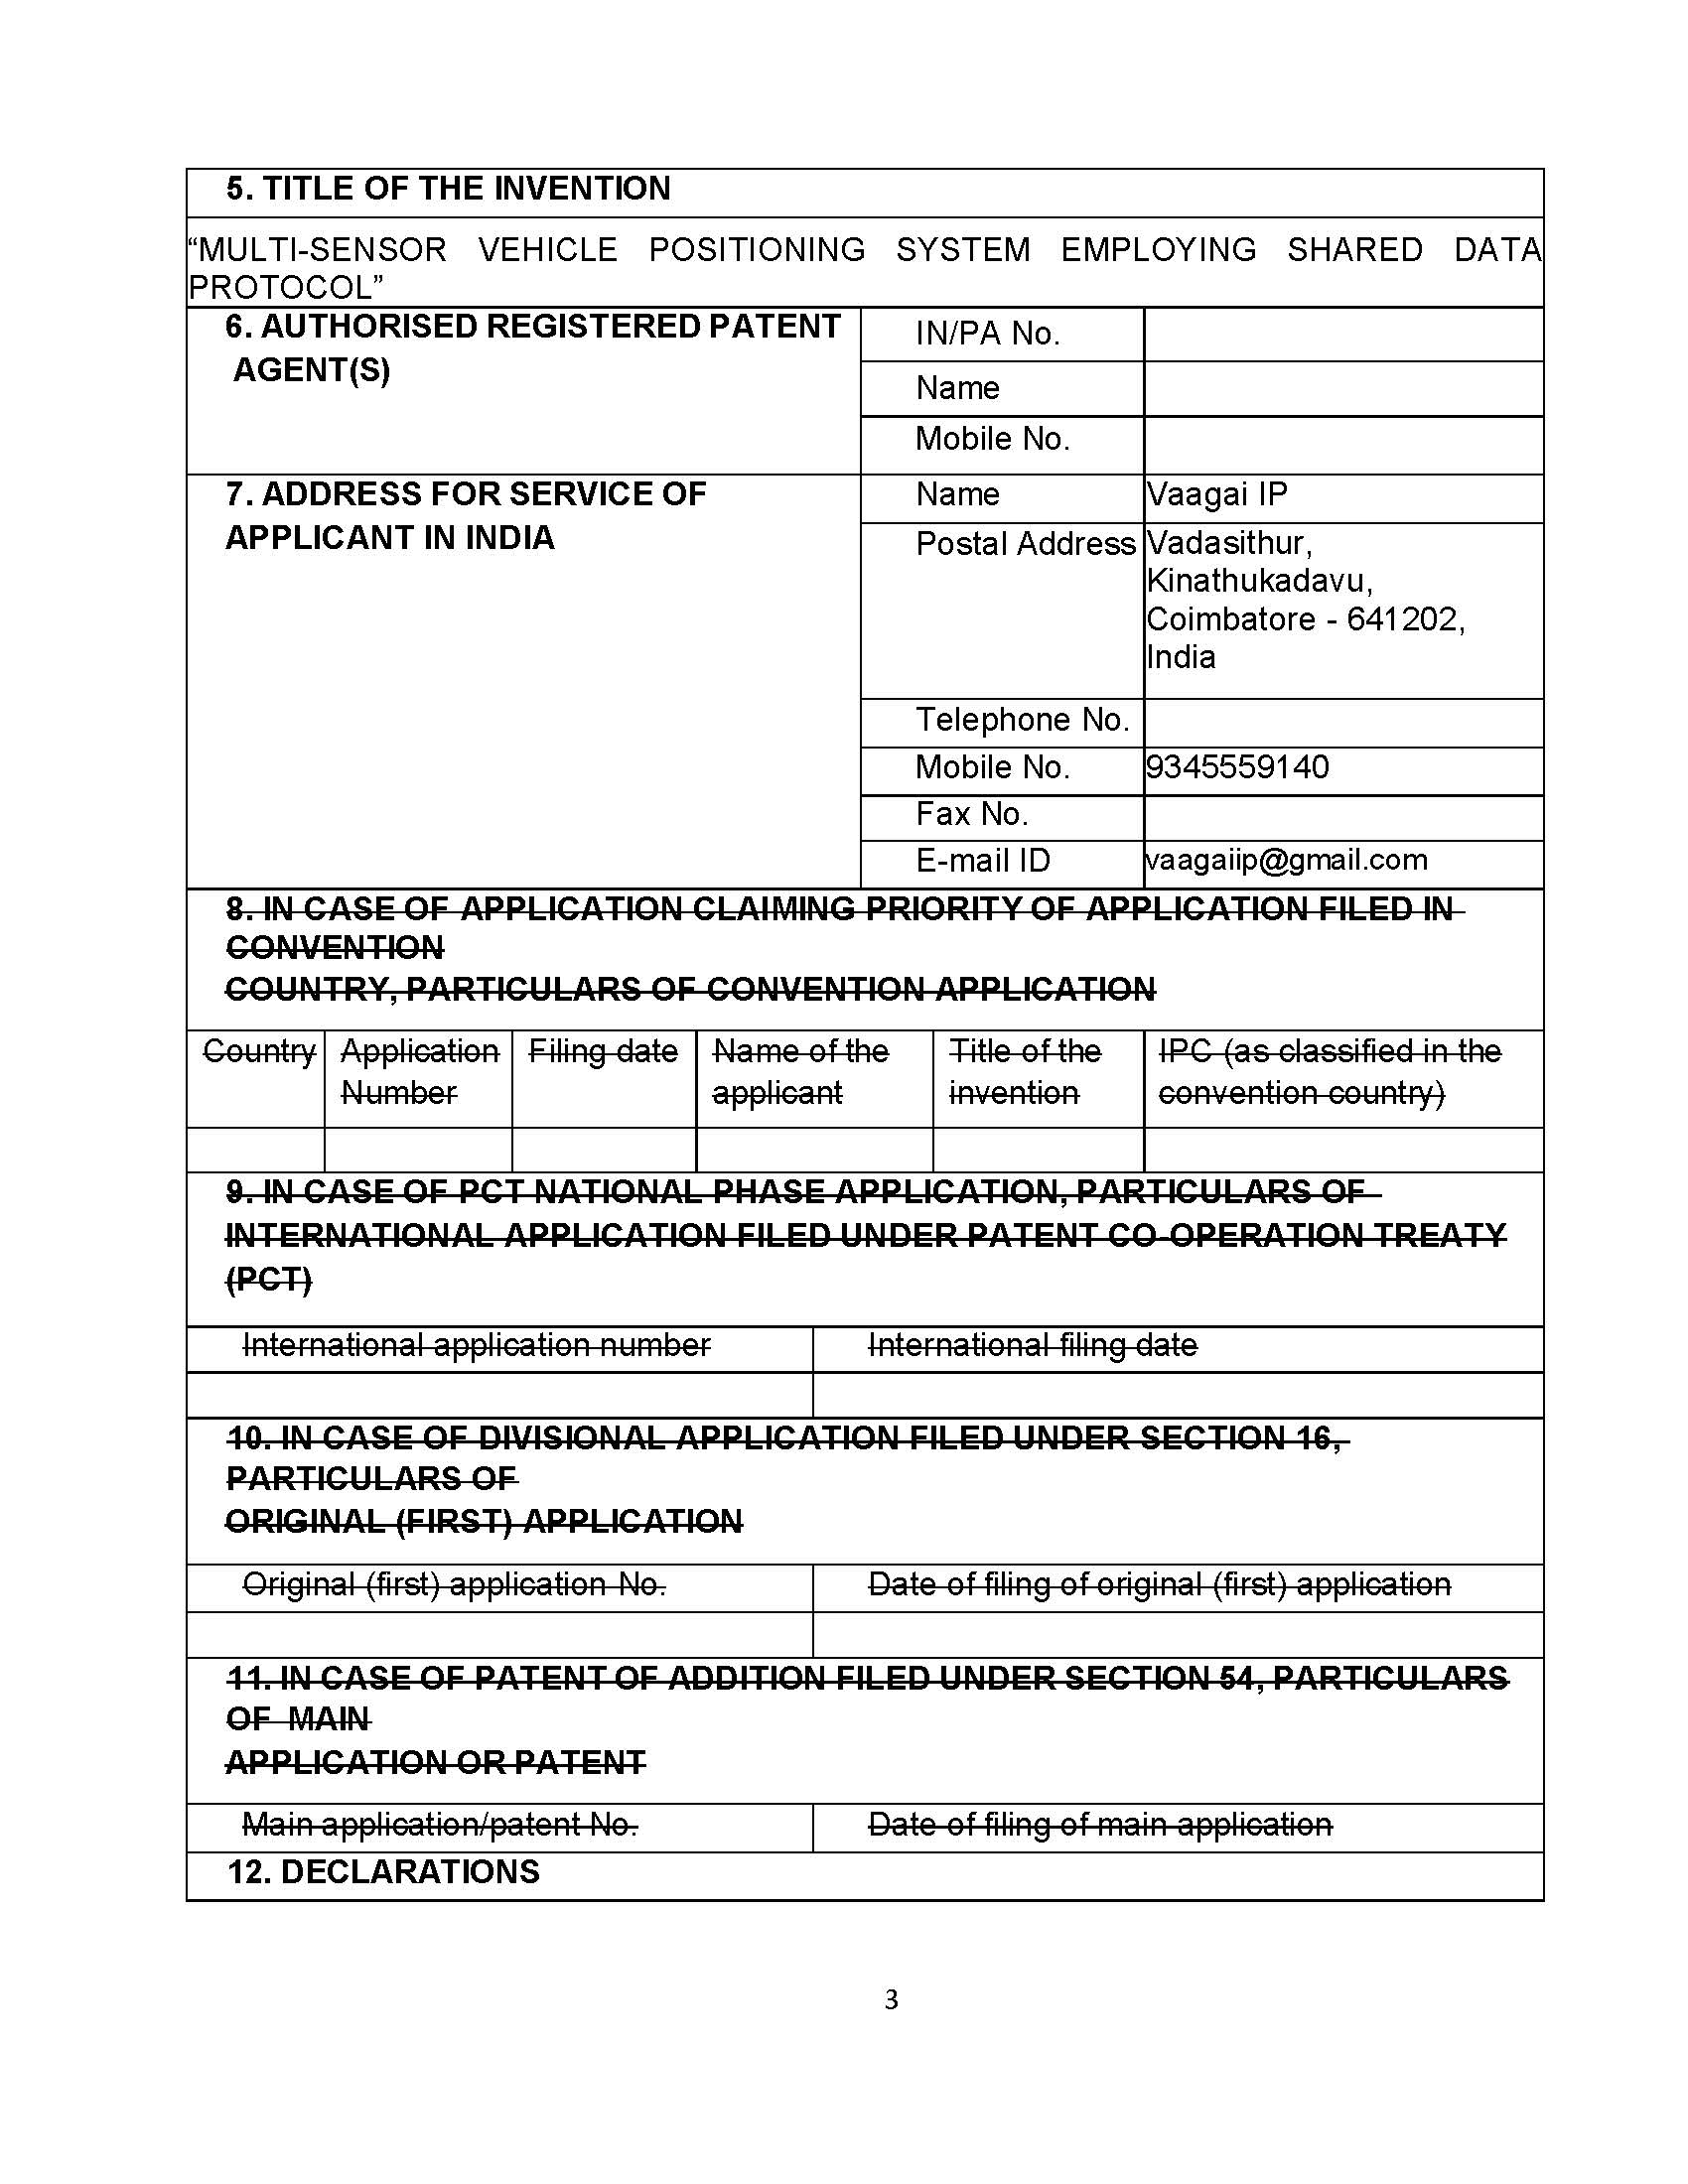 5. TITLE OF THE INVENTION
“MULTI-SENSOR VEHICLE POSITIONING SYSTEM EMPLOYING SHARED DATA
PROTOCOL”
6. AUTHORISED REGISTERED PATENT
AGENT(S)
IN/PA No.
Name
Mobile No.
7. ADDRESS FOR SERVICE OF
APPLICANT IN INDIA
Name
Vaagai IP
Postal Address
Vadasithur,
Kinathukadavu,
Coimbatore - 641202,
India
Telephone No.
Mobile No.
9345559140
Fax No.
E-mail ID
vaagaiip@gmail.com
8. IN CASE OF APPLICATION CLAIMING PRIORITY OF APPLICATION FILED IN
CONVENTION
COUNTRY, PARTICULARS OF CONVENTION APPLICATION
Country
Application
Number
Filing date
Name of the
applicant
Title of the
invention
IPC (as classified in the
convention country)
9. IN CASE OF PCT NATIONAL PHASE APPLICATION, PARTICULARS OF
INTERNATIONAL APPLICATION FILED UNDER PATENT CO-OPERATION TREATY
(PCT)
International application number
International filing date
10. IN CASE OF DIVISIONAL APPLICATION FILED UNDER SECTION 16,
PARTICULARS OF
ORIGINAL (FIRST) APPLICATION
Original (first) application No.
Date of filing of original (first) application
11. IN CASE OF PATENT OF ADDITION FILED UNDER SECTION 54, PARTICULARS
OF MAIN
APPLICATION OR PATENT
Main application/patent No.
Date of filing of main application
12. DECLARATIONS
3